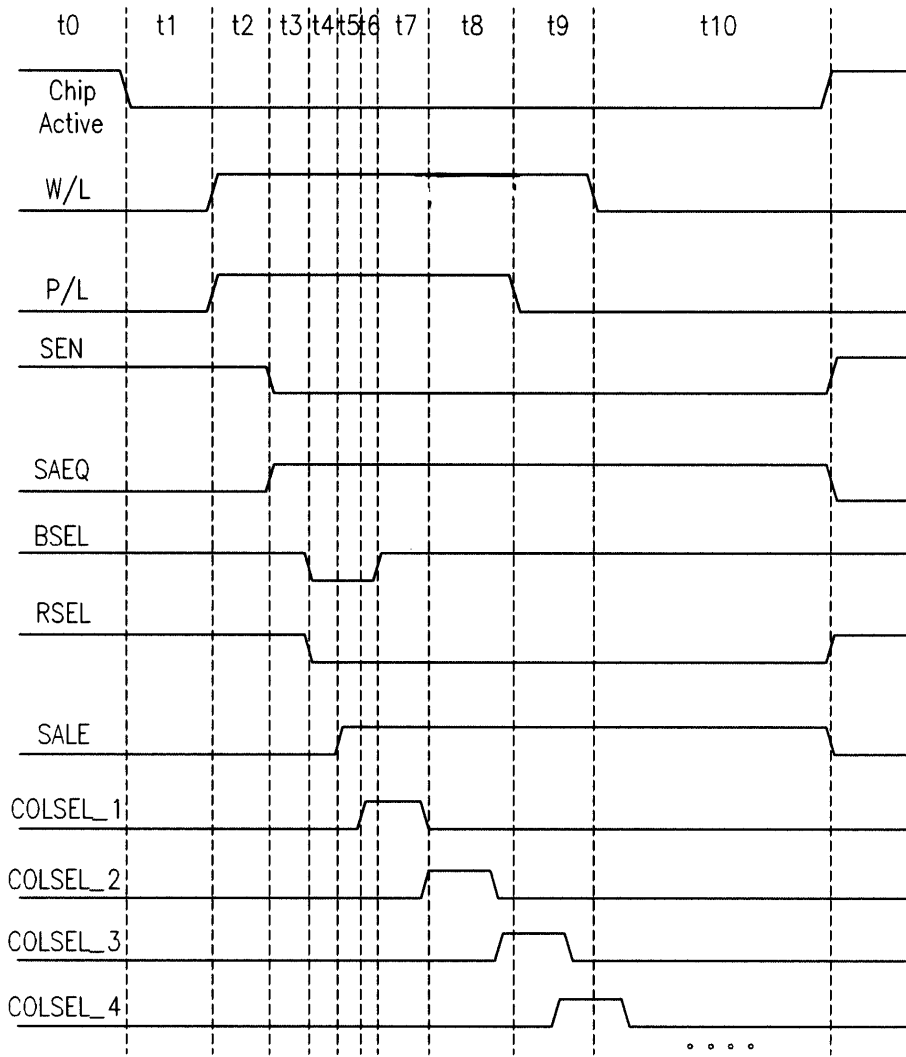 t0 t1 t2 t3 t4 t5 t6 t7 t8 t9 t10
Chip
Active
W/L
P/L
SEN
SAEQ
BSEL
RSEL
SALE
COLSEL_1
COLSEL_2
COLSEL_3
COLSEL_4